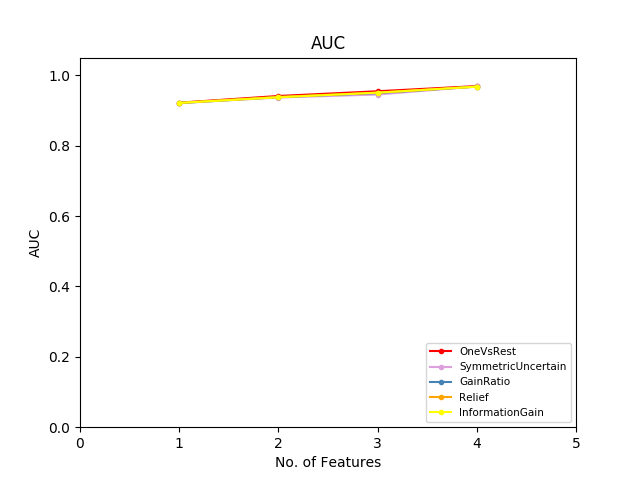 AUC
1.0
0.8
0.6
0.4
0.2
0.0
AUC
0
1
2
3
4
5
No. of Features
OneVsRest
SymmetricUncertain
GainRatio
Relief
InformationGain